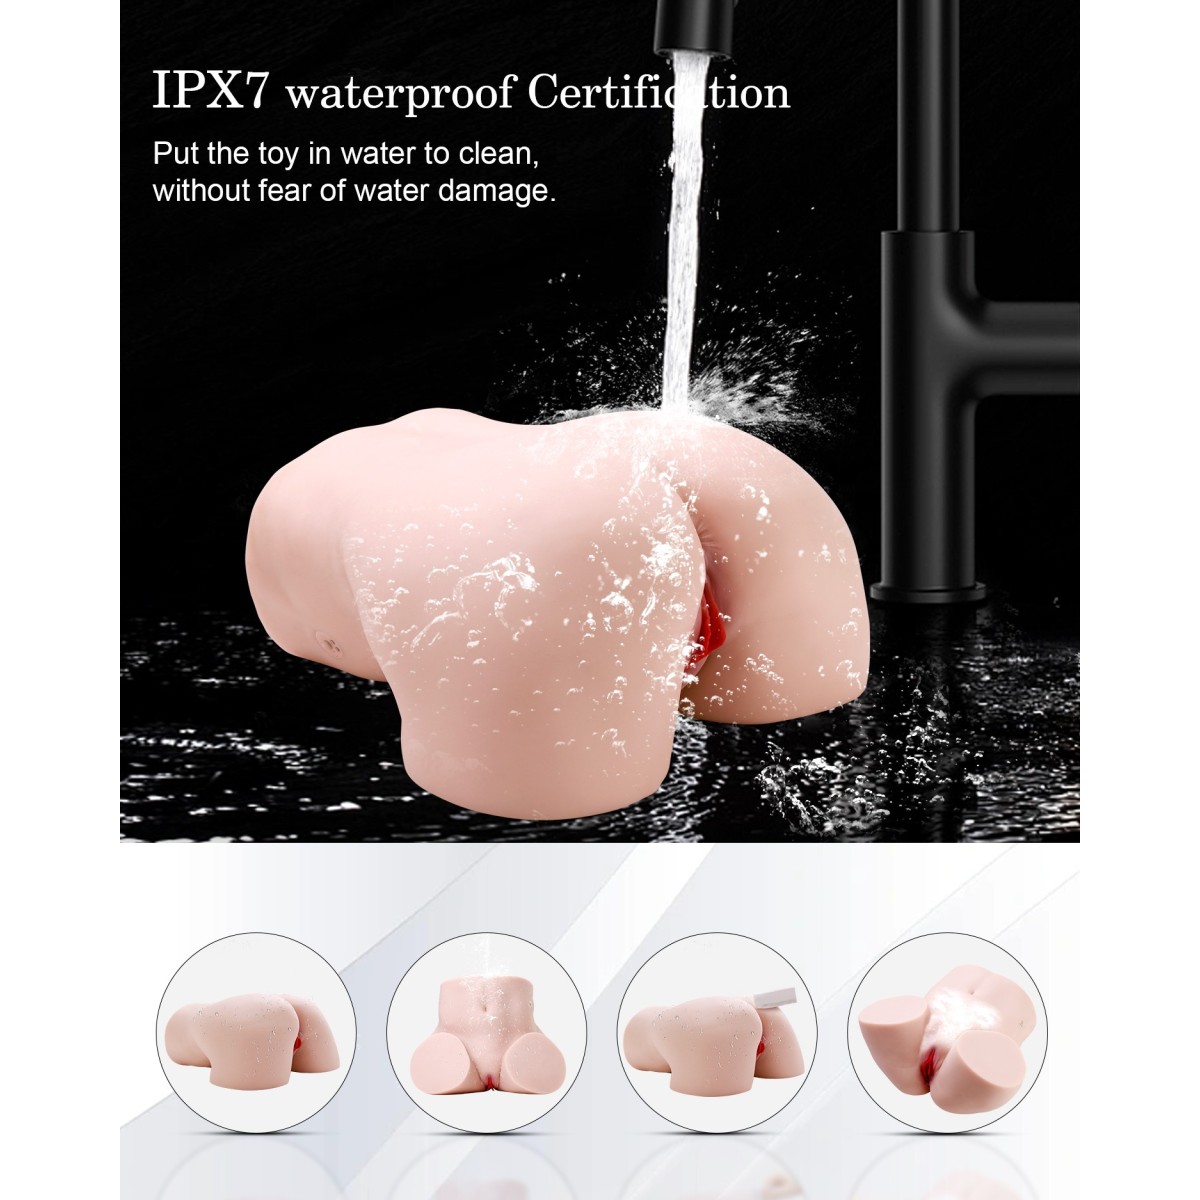 IPX7 waterproof Certification
Put the toy in water to clean,
without fear of water damage.